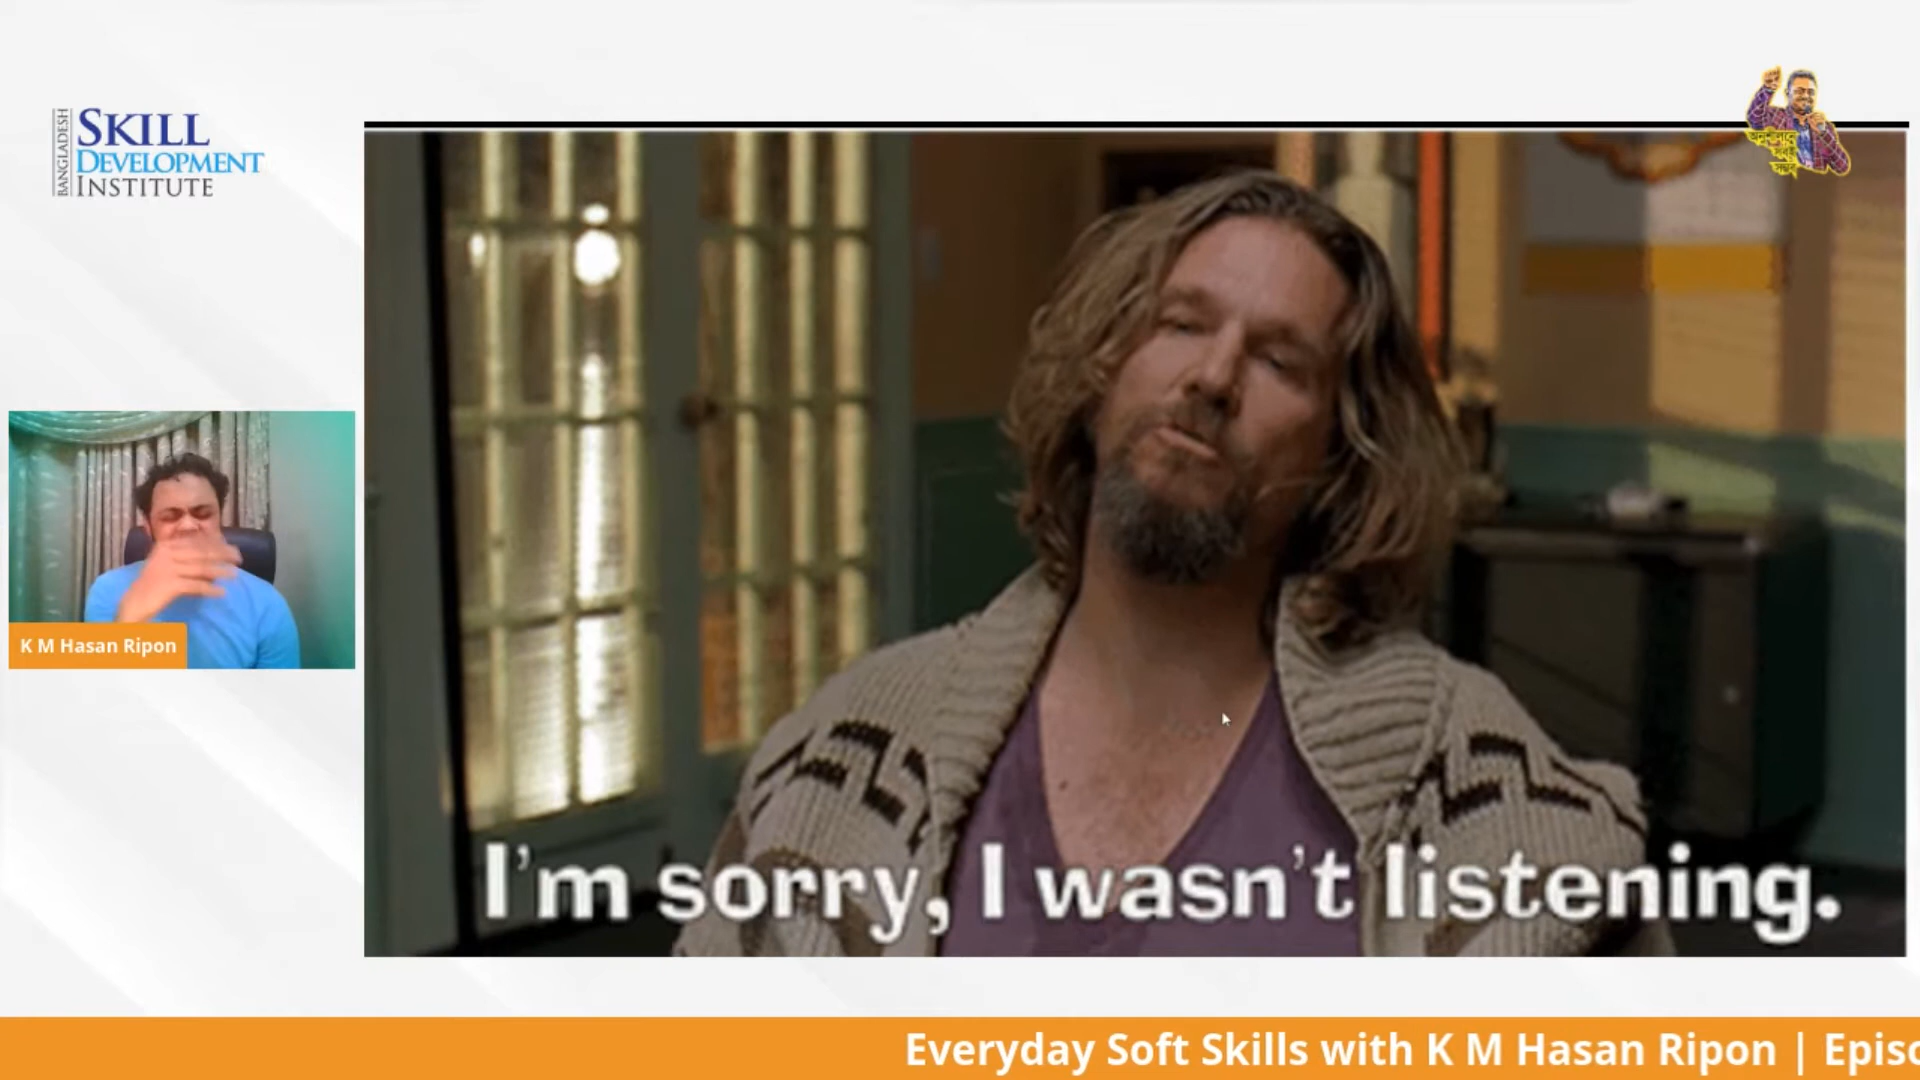 BANGLADESH
SKILL
DEVELOPMENT
INSTITUTE
K M Hasan Ripon
I'm sorry, I wasn't listening.
Everyday Soft Skills with K M Hasan Ripon | Episo